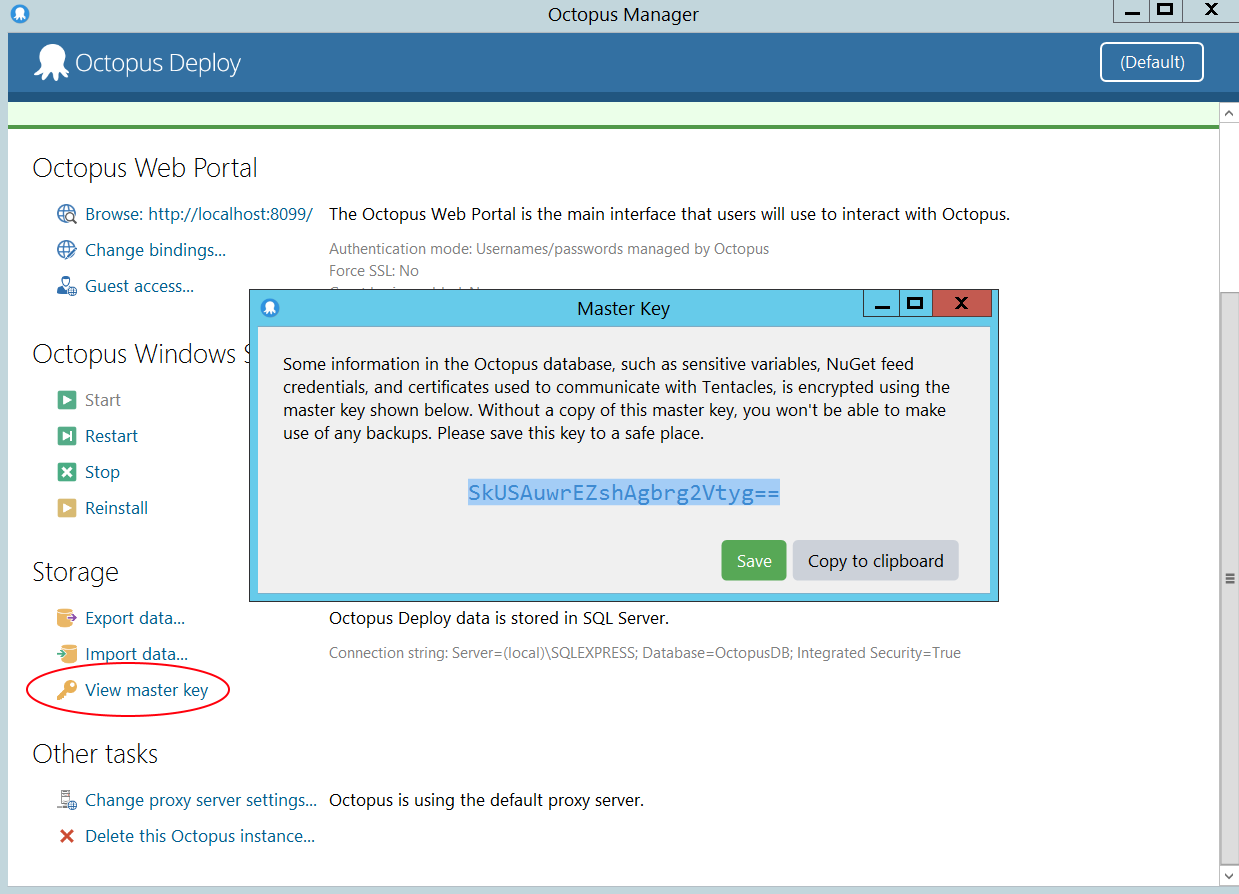 Octopus Manager
Octopus Deploy
(Default)
Octopus Web Portal
Browse: http://localhost:8099/ The Octopus Web Portal is the main interface that users will use to interact with Octopus.
Change bindings... Authentication mode: Usernames/passwords managed by Octopus
Force SSL: No
Guest access...
Octopus Windows
Start
Restart
Stop
Reinstall
Master Key
Some information in the Octopus database, such as sensitive variables, NuGet feed
credentials, and certificates used to communicate with Tentacles, is encrypted using the
master key shown below. Without a copy of this master key, you won't be able to make
use of any backups. Please save this key to a safe place.
SkUSAuwrEZshAgbrg2Vtyg==
Save Copy to clipboard
Storage
Export data... Octopus Deploy data is stored in SQL Server.
Import data... Connection string: Server=(local)\SQLEXPRESS; Database=OctopusDB; Integrated Security=True
View master key
Other tasks
Change proxy server settings... Octopus is using the default proxy server.
Delete this Octopus instance...